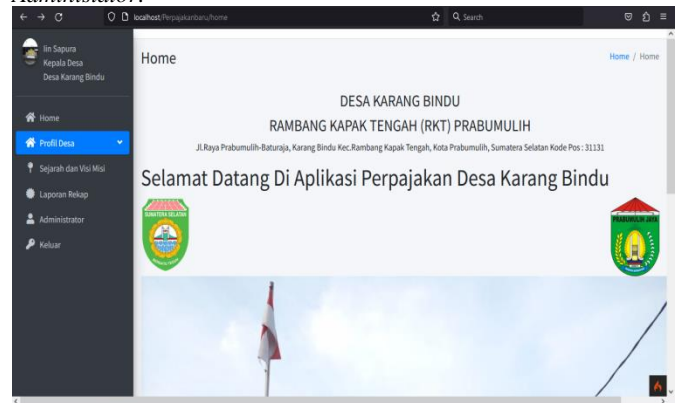 Administator.
localhost/Perpajakanbaru/home
Search
Iin Sapura
Kepala Desa
Desa Karang Bindu
Home
Profil Desa
Sejarah dan Visi Misi
Laporan Rekap
Administrator
Keluar
Home
Home / Home
DESA KARANG BINDU
RAMBANG KAPAK TENGAH (RKT) PRABUMULIH
Jl.Raya Prabumulih-Baturaja, Karang Bindu Kec.Rambang Kapak Tengah, Kota Prabumulih, Sumatera Selatan Kode Pos : 31131
Selamat Datang Di Aplikasi Perpajakan Desa Karang Bindu
SUMATERA SELATAN
PRABUMULIH JAYA